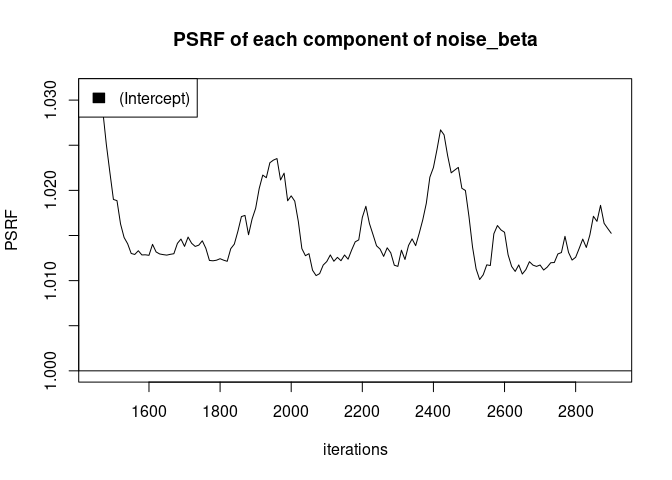 PSRF of each component of noise_beta
(Intercept)
PSRF
1.030
1.020
1.010
1.000
1600 1800 2000 2200 2400 2600 2800
iterations